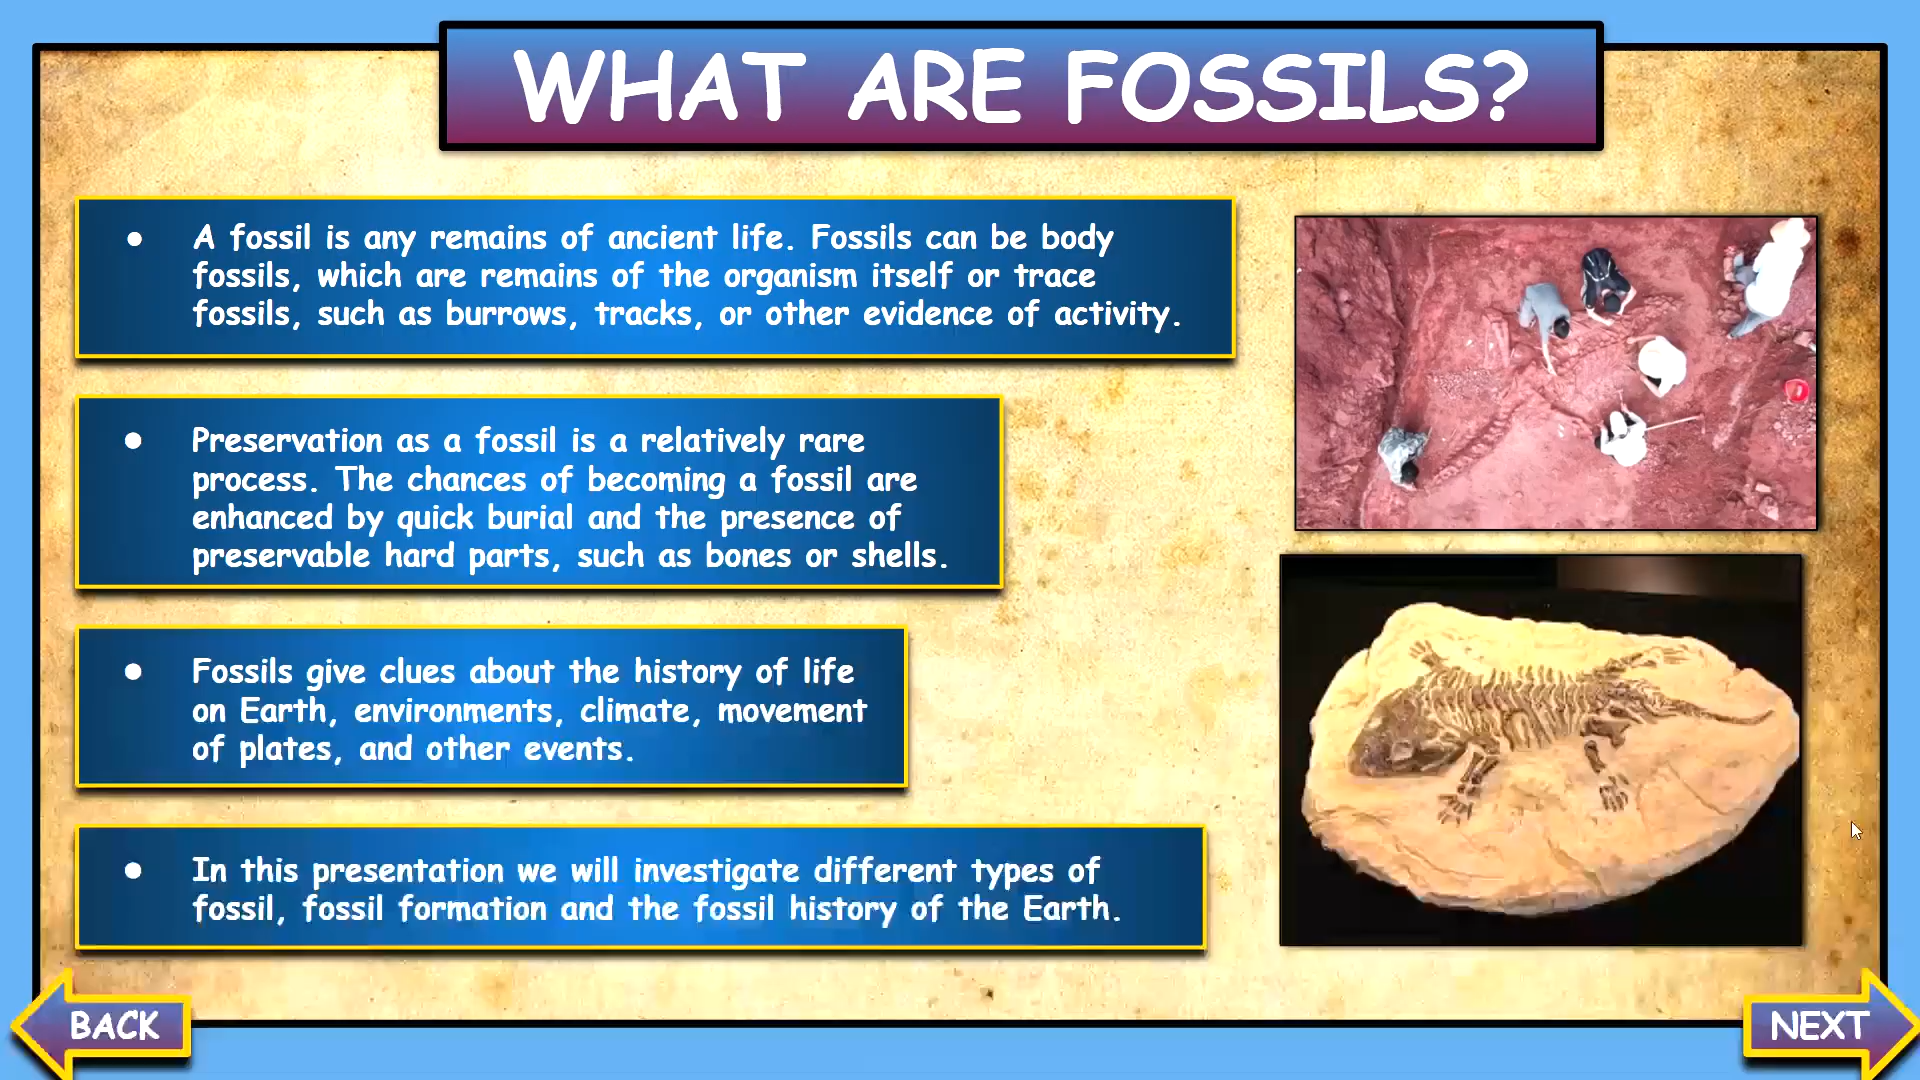 WHAT ARE FOSSILS?
• A fossil is any remains of ancient life. Fossils can be body
fossils, which are remains of the organism itself or trace
fossils, such as burrows, tracks, or other evidence of activity.
• Preservation as a fossil is a relatively rare
process. The chances of becoming a fossil are
enhanced by quick burial and the presence of
preservable hard parts, such as bones or shells.
• Fossils give clues about the history of life
on Earth, environments, climate, movement
of plates, and other events.
• In this presentation we will investigate different types of
fossil, fossil formation and the fossil history of the Earth.
BACK
NEXT